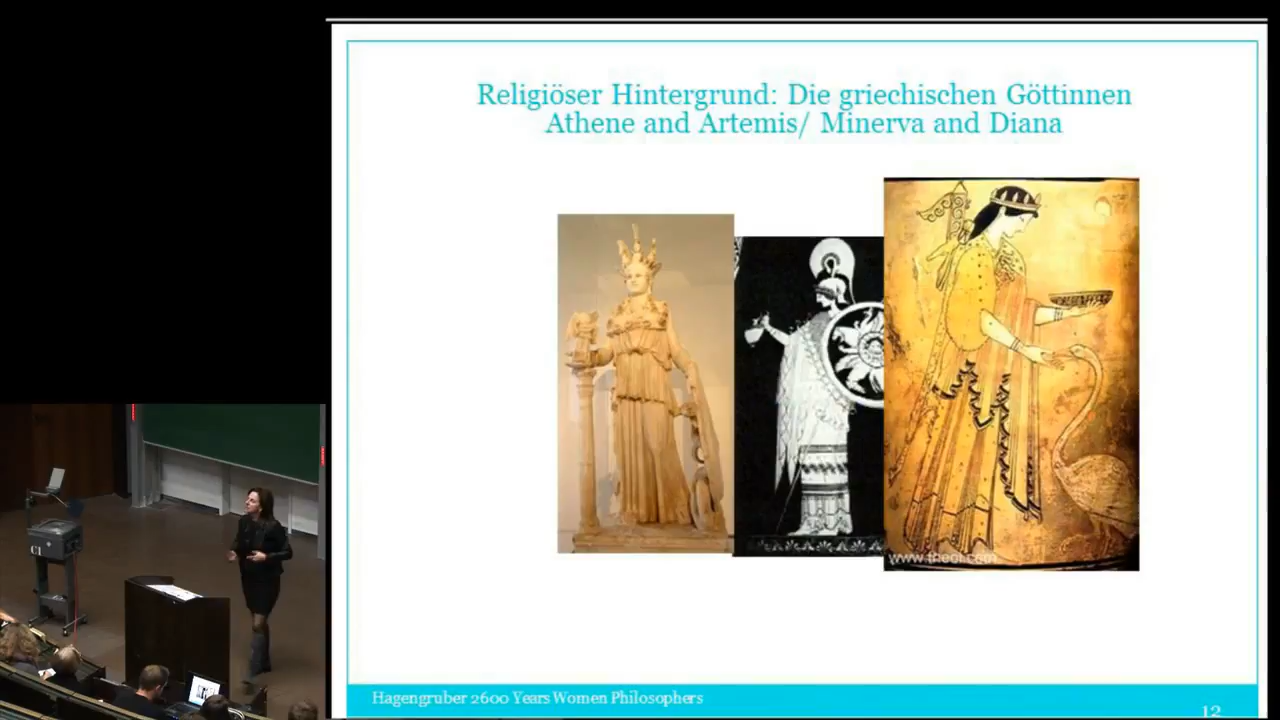 Religiöser Hintergrund: Die griechischen Göttinnen
Athene and Artemis/ Minerva and Diana
www.theoi.com
Hagengruber 2600 Years Women Philosophers
12
C1